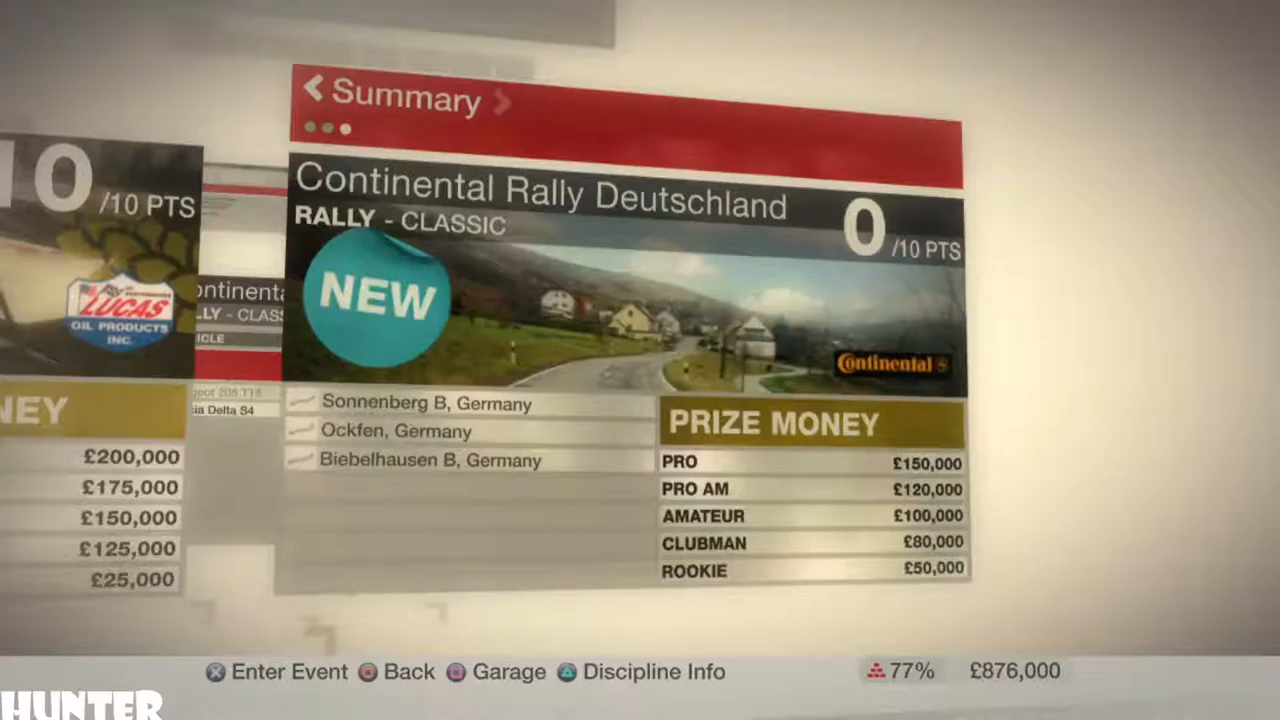 Summary
10 /10 PTS
Continental Rally Deutschland
RALLY - CLASSIC
0 /10 PTS
NEW
LUCAS
OIL PRODUCTS
INC.
Continental
Sonnenberg B, Germany
Ockfen, Germany
Biebelhausen B, Germany
PRIZE MONEY
PRO £150,000
PRO AM £120,000
AMATEUR £100,000
CLUBMAN £80,000
ROOKIE £50,000
£200,000
£175,000
£150,000
£125,000
£25,000
Delta S4
Enter Event Back Garage Discipline Info 77% £876,000
HUNTER